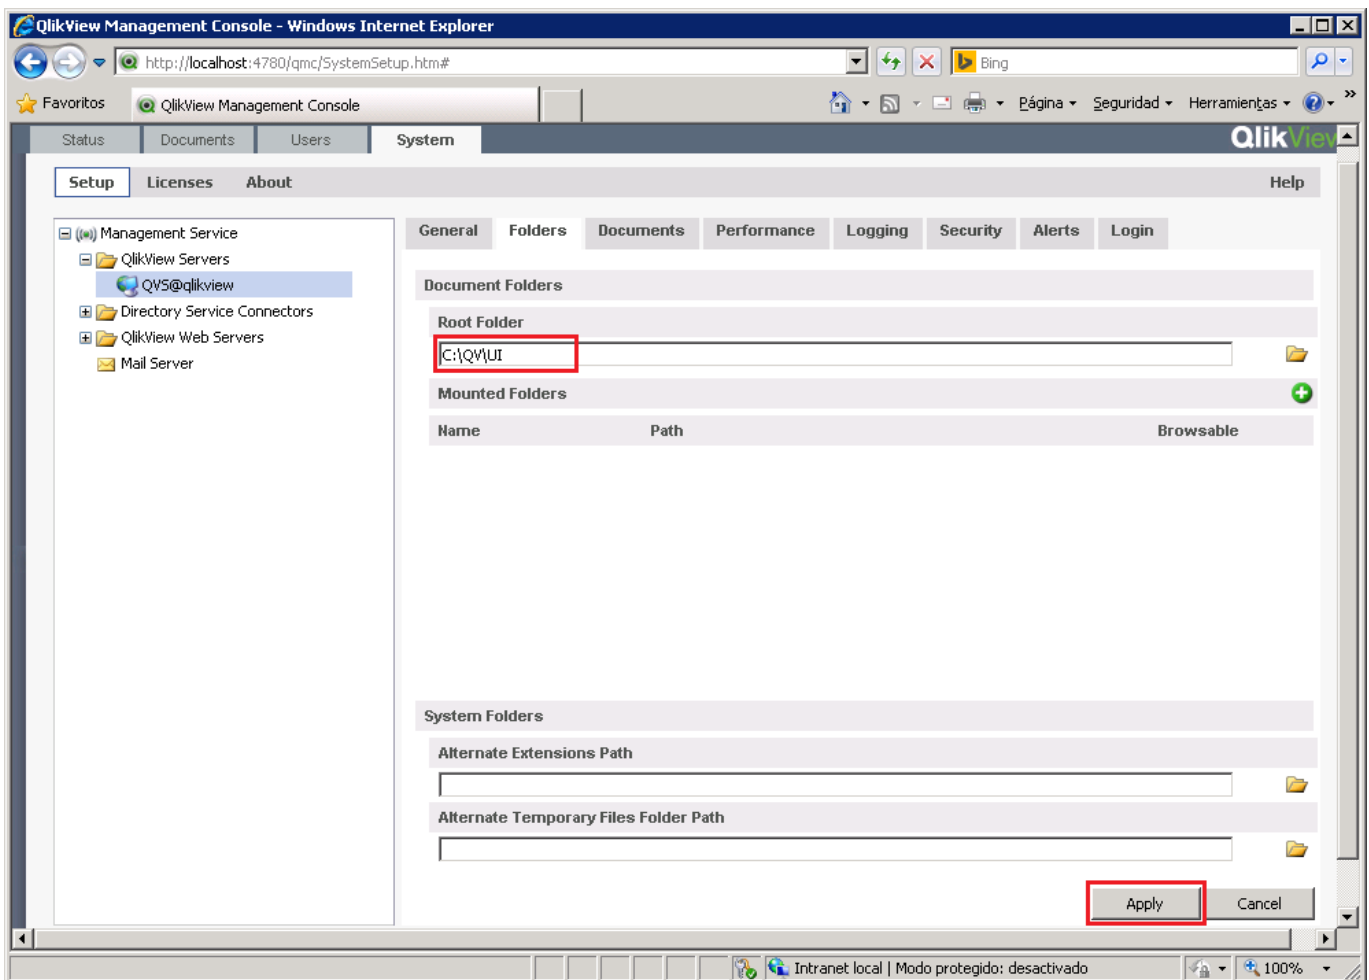 QlikView Management Console - Windows Internet Explorer
http://localhost:4780/qmc/SystemSetup.htm#
Bing
Favoritos
QlikView Management Console
Página
Seguridad
Herramientas
Status
Documents
Users
System
QlikView
Setup
Licenses
About
Help
Management Service
QlikView Servers
QVS@qlikview
Directory Service Connectors
QlikView Web Servers
Mail Server
General
Folders
Documents
Performance
Logging
Security
Alerts
Login
Document Folders
Root Folder
C:\QV\UI
Mounted Folders
Name
Path
Browsable
System Folders
Alternate Extensions Path
Alternate Temporary Files Folder Path
Apply
Cancel
Intranet local | Modo protegido: desactivado
100%